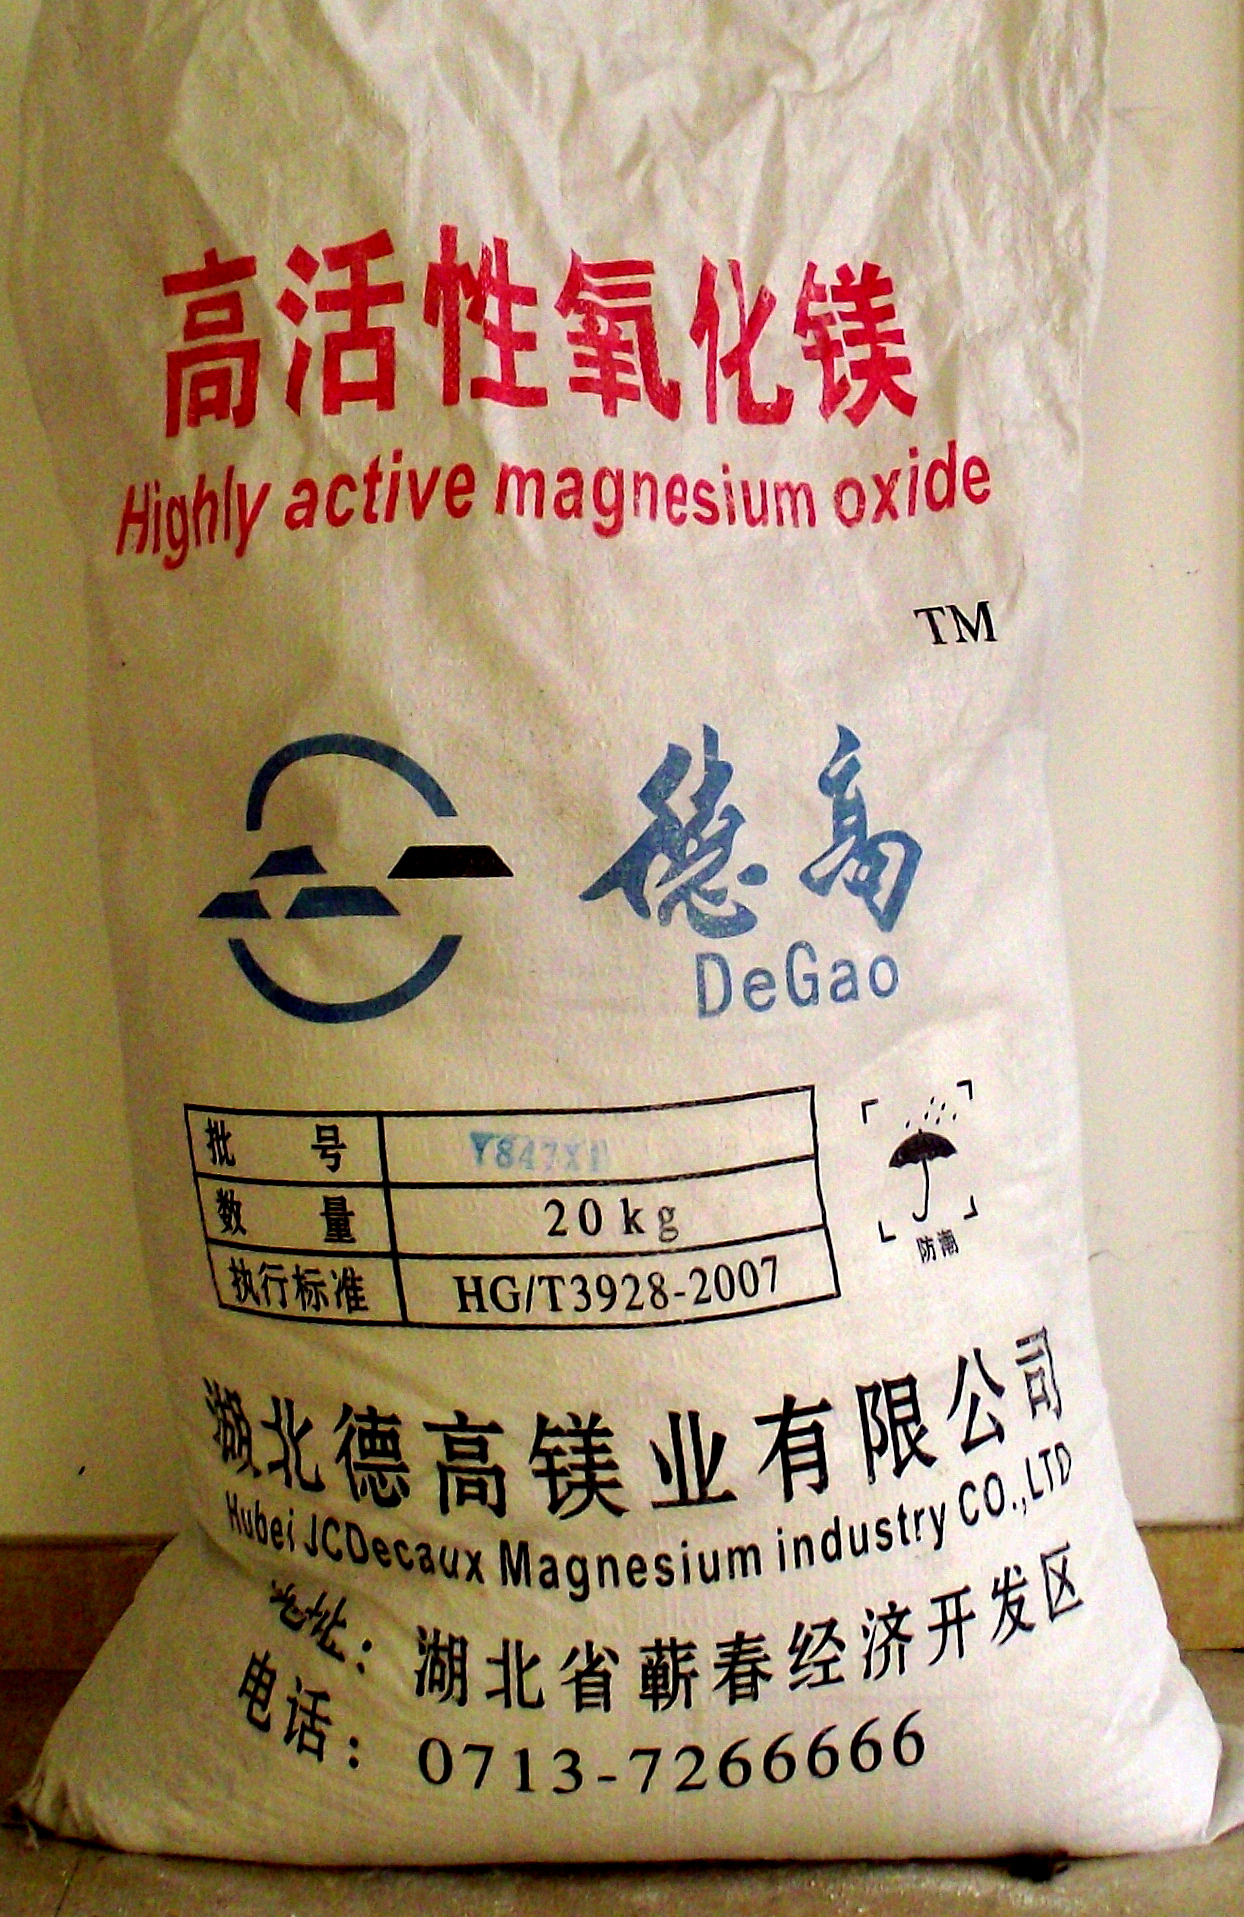 高活性氧化镁
Highly active magnesium oxide
TM
德高
DeGao
批号 Y847X1
数量 20kg
执行标准 HG/T3928-2007
防潮
湖北德高镁业有限公司
Hubei JCDecaux Magnesium industry CO.,LTD
地址：湖北省蕲春经济开发区
电话：0713-7266666